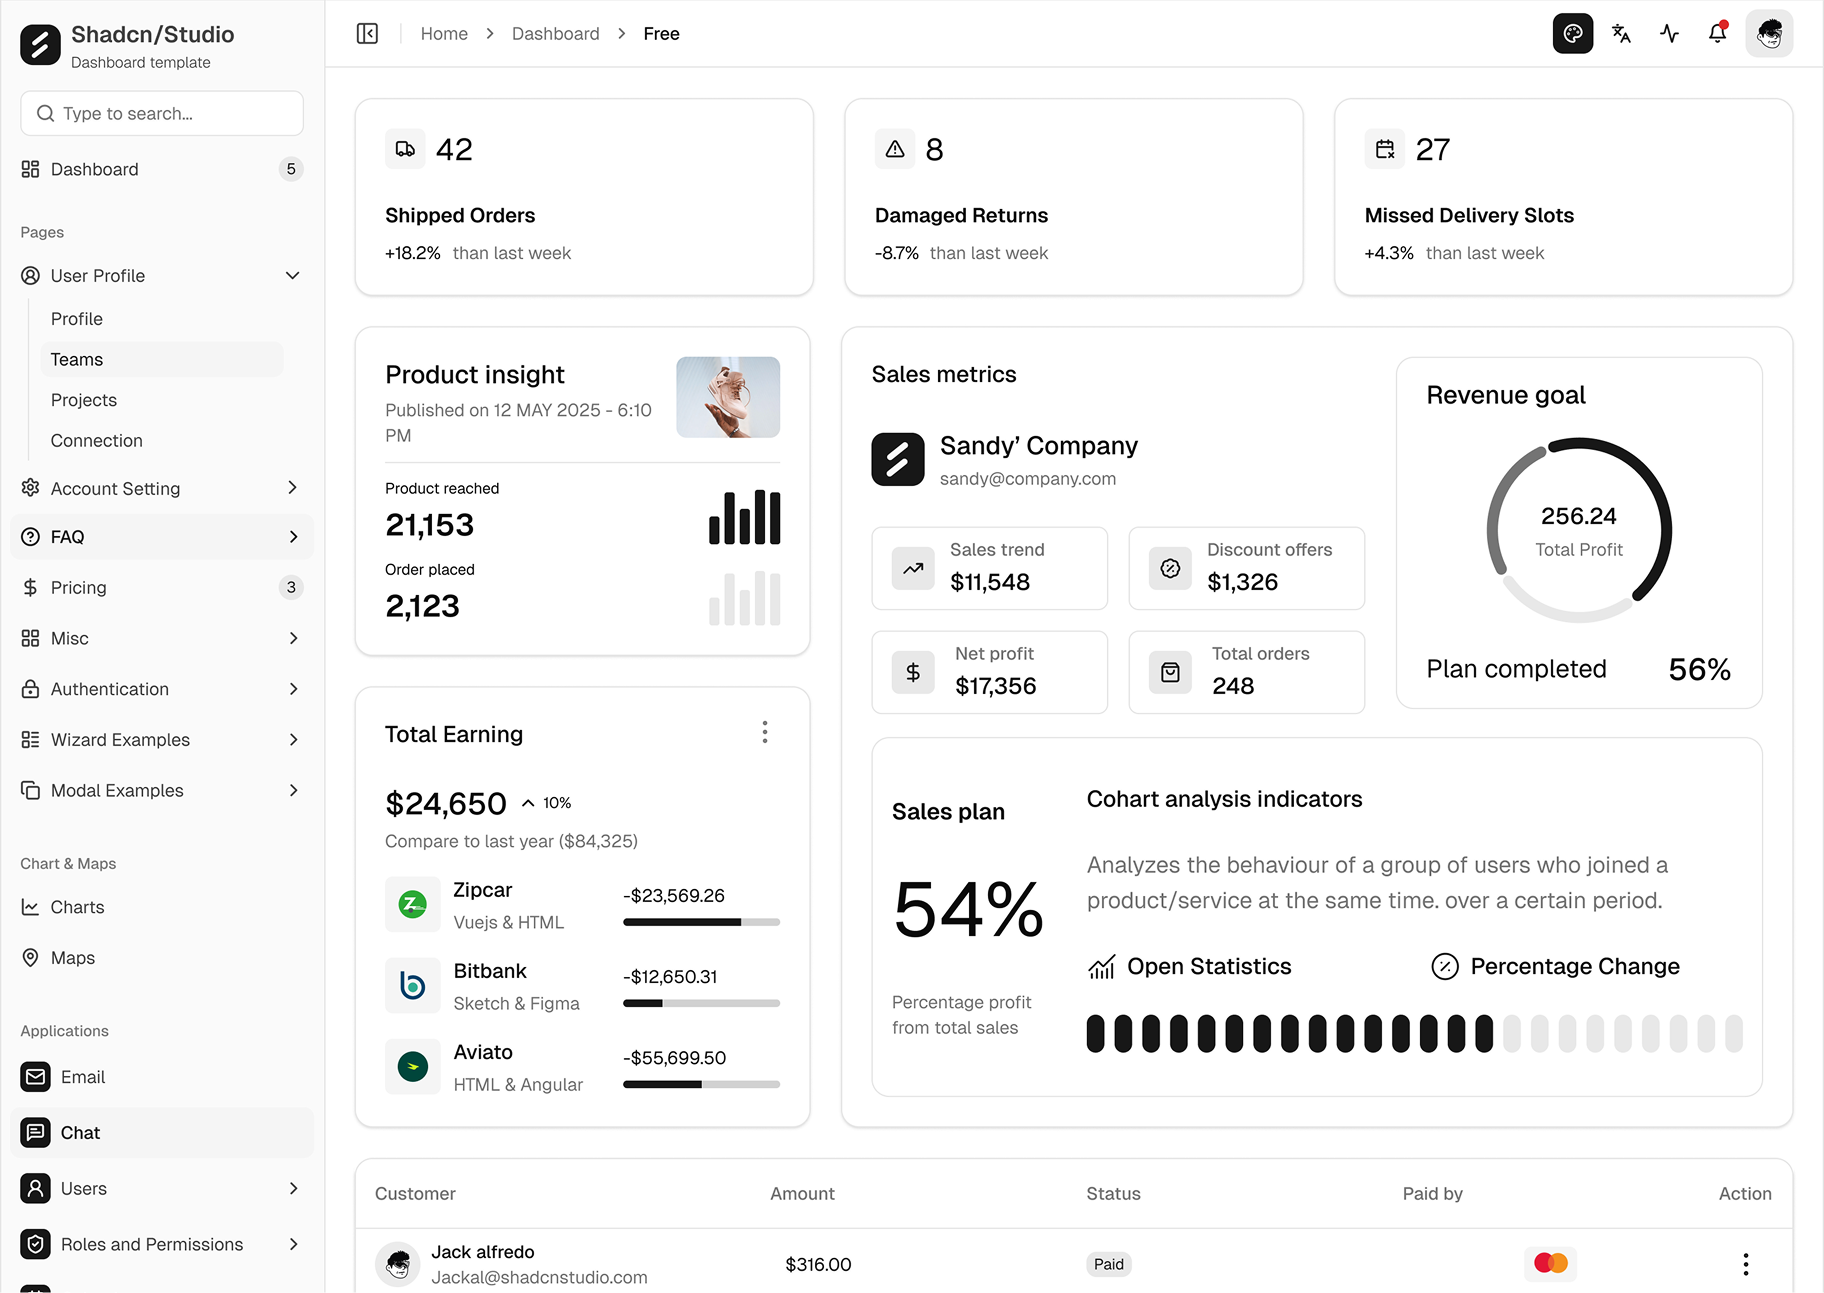 Shadcn/Studio
Dashboard template
Type to search...
Dashboard
5
Pages
User Profile
Profile
Teams
Projects
Connection
Account Setting
FAQ
Pricing
3
Misc
Authentication
Wizard Examples
Modal Examples
Chart & Maps
Charts
Maps
Applications
Email
Chat
Users
Roles and Permissions
Home
Dashboard
Free
42
Shipped Orders
+18.2% than last week
8
Damaged Returns
-8.7% than last week
27
Missed Delivery Slots
+4.3% than last week
Product insight
Published on 12 MAY 2025 - 6:10
PM
Product reached
21,153
Order placed
2,123
Total Earning
$24,650
10%
Compare to last year ($84,325)
Zipcar
Vuejs & HTML
-$23,569.26
Bitbank
Sketch & Figma
-$12,650.31
Aviato
HTML & Angular
-$55,699.50
Sales metrics
Sandy’ Company
sandy@company.com
Sales trend
$11,548
Discount offers
$1,326
Net profit
$17,356
Total orders
248
Revenue goal
256.24
Total Profit
Plan completed
56%
Sales plan
54%
Percentage profit
from total sales
Cohart analysis indicators
Analyzes the behaviour of a group of users who joined a
product/service at the same time. over a certain period.
Open Statistics
Percentage Change
Customer
Amount
Status
Paid by
Action
Jack alfredo
Jackal@shadcnstudio.com
$316.00
Paid